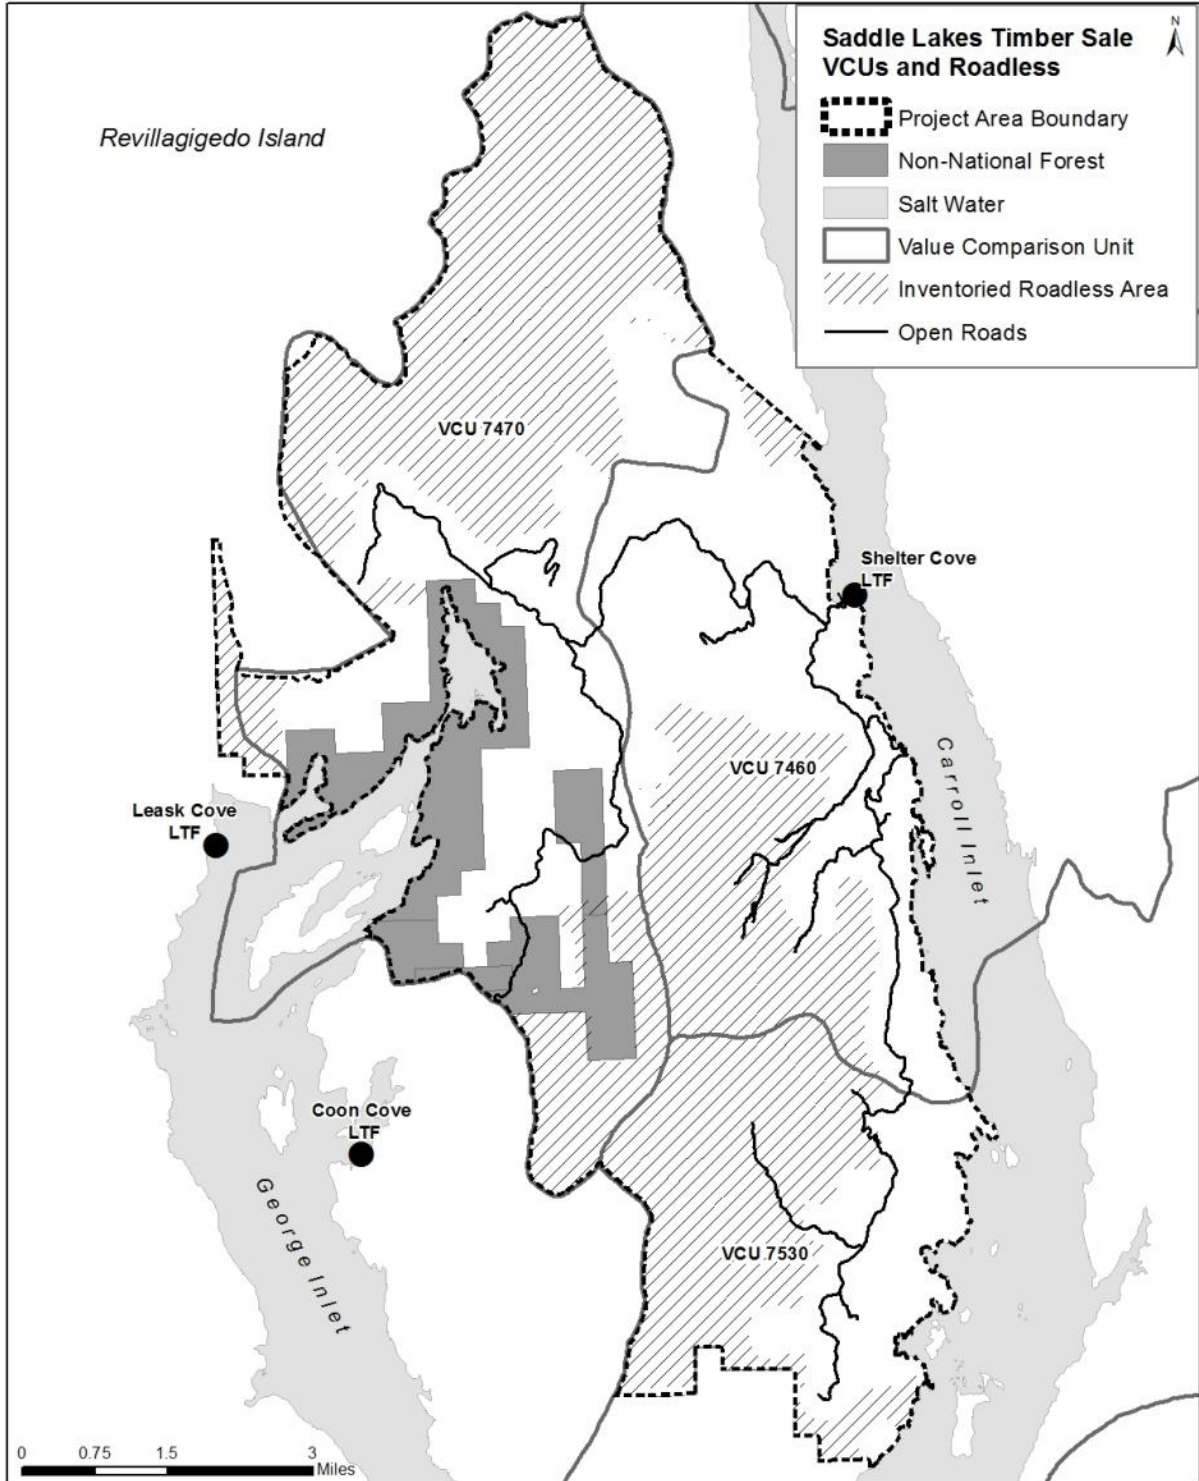 Saddle Lakes Timber Sale
VCUs and Roadless
N
Project Area Boundary
Non-National Forest
Salt Water
Value Comparison Unit
Inventoried Roadless Area
Open Roads
Revillagigedo Island
VCU 7470
Shelter Cove
LTF
VCU 7460
Carroll Inlet
Leask Cove
LTF
Coon Cove
LTF
George Inlet
VCU 7530
0 0.75 1.5 3
Miles